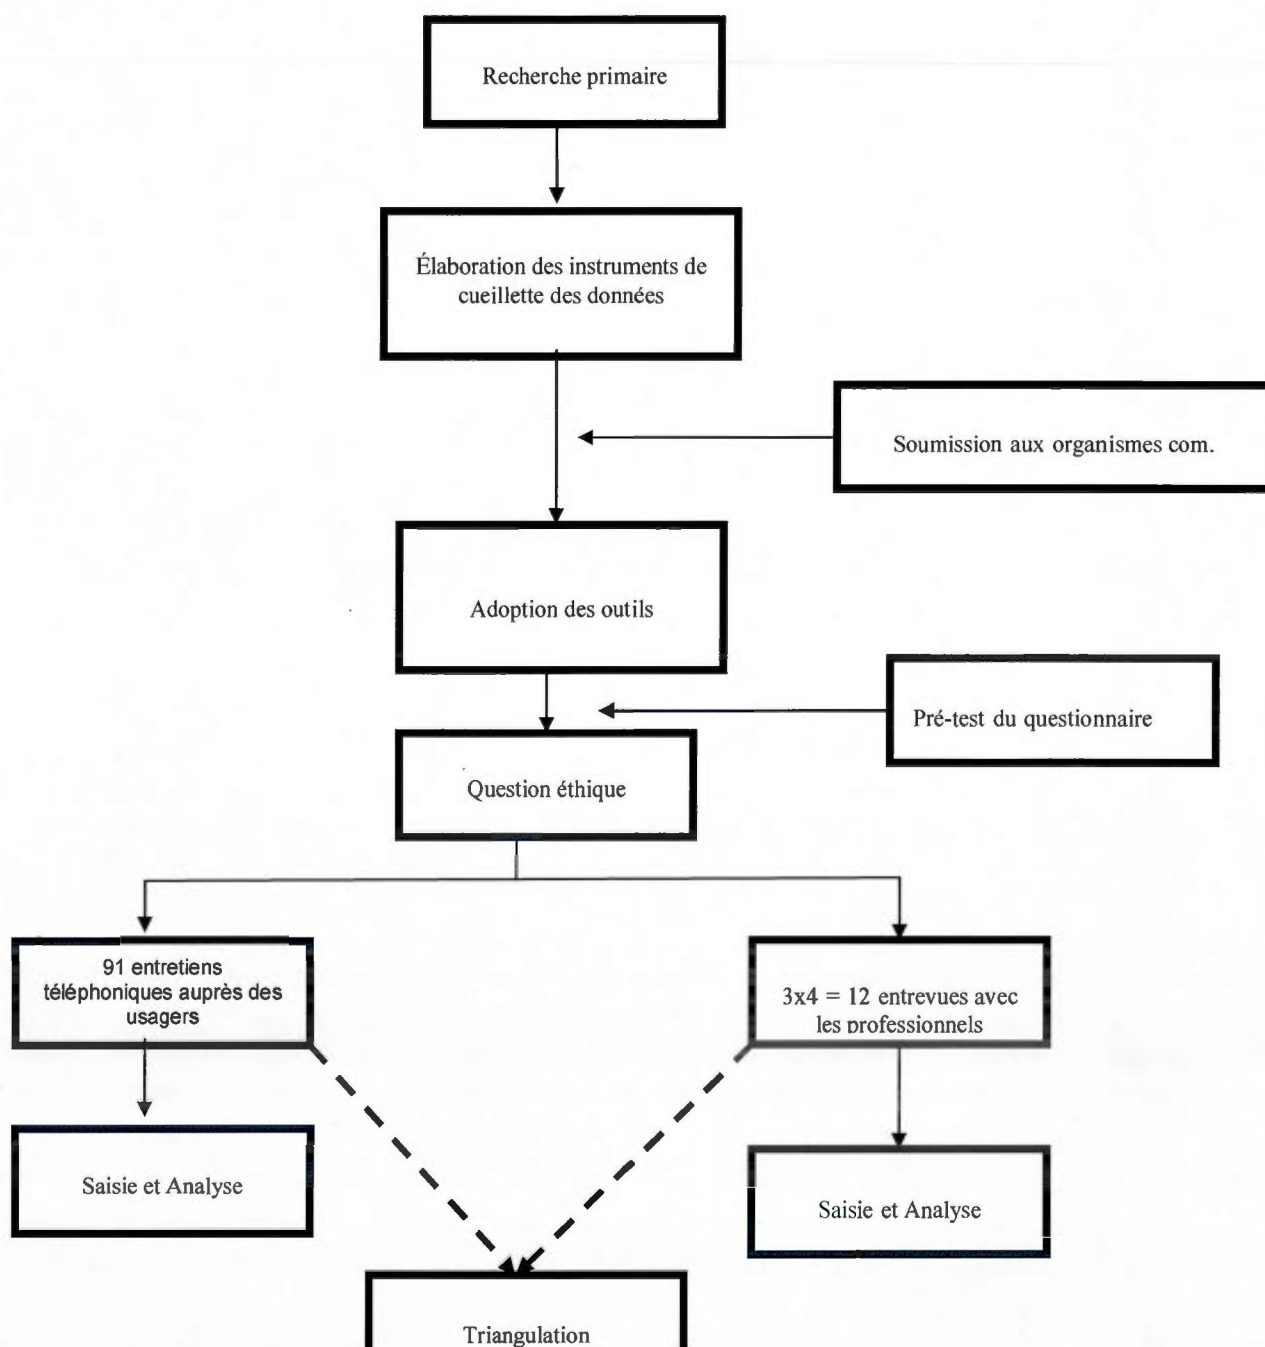 Recherche primaire
Élaboration des instruments de
cueillette des données
Soumission aux organismes com.
Adoption des outils
Pré-test du questionnaire
Question éthique
91 entretiens
téléphoniques auprès des
usagers
3x4 = 12 entrevues avec
les professionnels
Saisie et Analyse
Saisie et Analyse
Triangulation